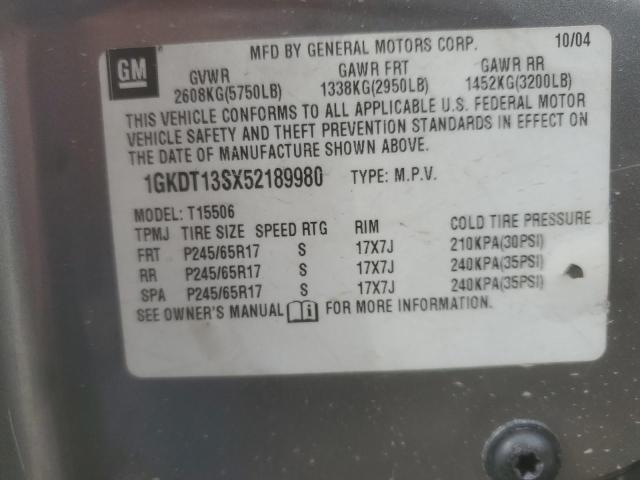 GM
MFD BY GENERAL MOTORS CORP. 10/04
GVWR GAWR FRT GAWR RR
2608KG(5750LB) 1338KG(2950LB) 1452KG(3200LB)
THIS VEHICLE CONFORMS TO ALL APPLICABLE U.S. FEDERAL MOTOR
VEHICLE SAFETY AND THEFT PREVENTION STANDARDS IN EFFECT ON
THE DATE OF MANUFACTURE SHOWN ABOVE.
1GKDT13SX52189980 TYPE: M.P.V.
MODEL: T15506
TPMJ TIRE SIZE SPEED RTG RIM COLD TIRE PRESSURE
FRT P245/65R17 S 17X7J 210KPA(30PSI)
RR P245/65R17 S 17X7J 240KPA(35PSI)
SPA P245/65R17 S 17X7J 240KPA(35PSI)
SEE OWNER'S MANUAL i FOR MORE INFORMATION.